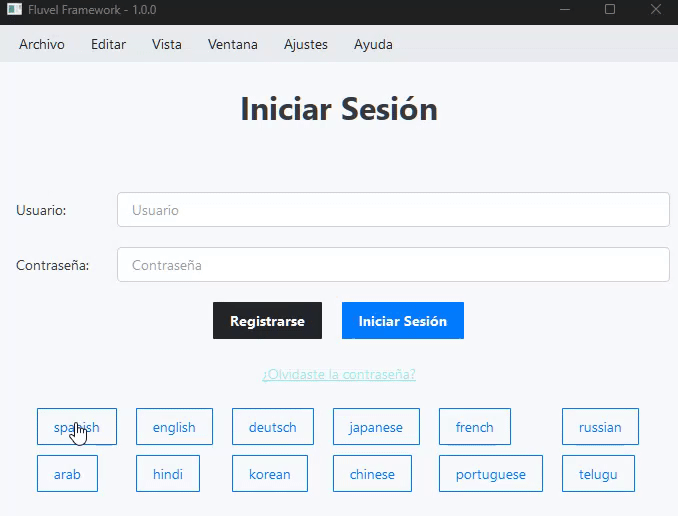 Fluvel Framework - 1.0.0
Archivo Editar Vista Ventana Ajustes Ayuda
Iniciar Sesión
Usuario: Usuario
Contraseña: Contraseña
Registrarse Iniciar Sesión
¿Olvidaste la contraseña?
spanish english deutsch japanese french russian
arab hindi korean chinese portuguese telugu